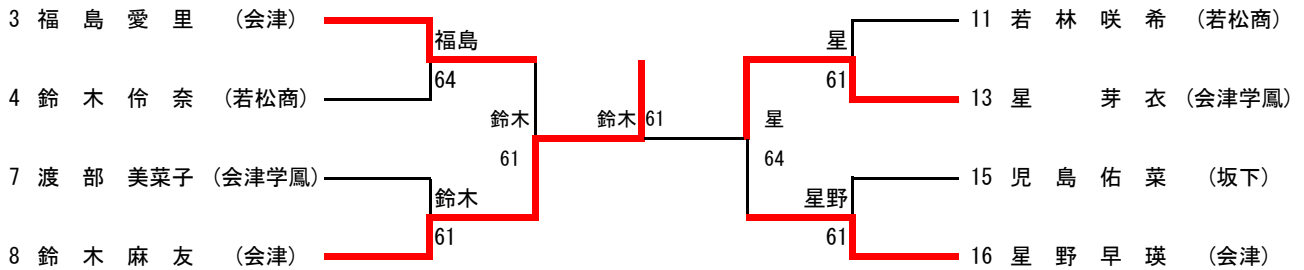 3 福 島 愛 里 (会津)
福島
64
4 鈴 木 伶 奈 (若松商)
鈴木
61
7 渡 部 美菜子 (会津学鳳)
鈴木
61
8 鈴 木 麻 友 (会津)
鈴木 61
11 若 林 咲 希 (若松商)
星
61
13 星 芽 衣 (会津学鳳)
星
64
15 児 島 佑 菜 (坂下)
星野
61
16 星 野 早 瑛 (会津)